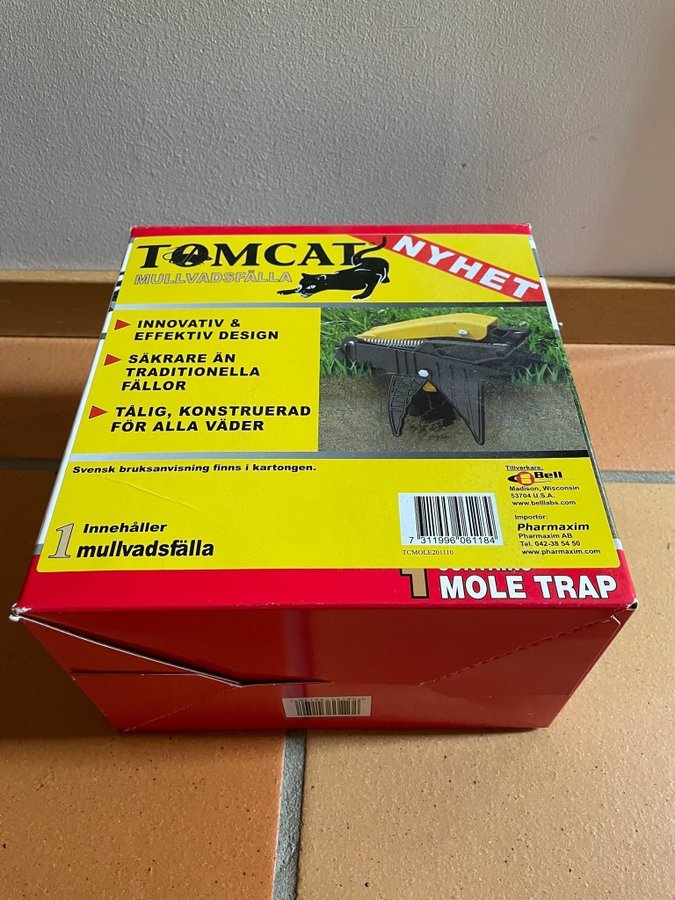 TOMCAT
MULLVADSFÄLLA
NYHET
INNOVATIV &
EFFEKTIV DESIGN
SÄKRARE ÄN
TRADITIONELLA
FÄLLOR
TÅLIG, KONSTRUERAD
FÖR ALLA VÄDER
Svensk bruksanvisning finns i kartongen.
1 Innehåller
mullvadsfälla
7 311996 061184
TCMOLE201110
Tillverkare:
Bell
Madison, Wisconsin
53704 U.S.A.
www.belllabs.com
Importör:
Pharmaxim
Pharmaxim AB
Tel. 042-38 54 50
www.pharmaxim.com
1
MOLE TRAP